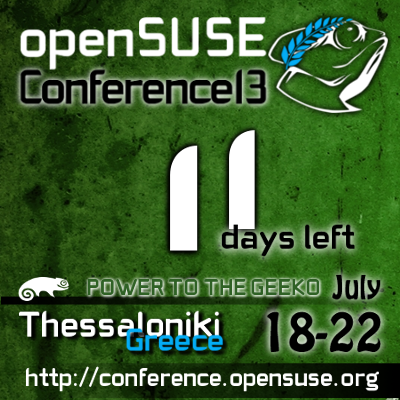 openSUSE
Conference13
11
days left
POWER TO THE GEEKO July
Thessaloniki 18-22
Greece
http://conference.opensuse.org